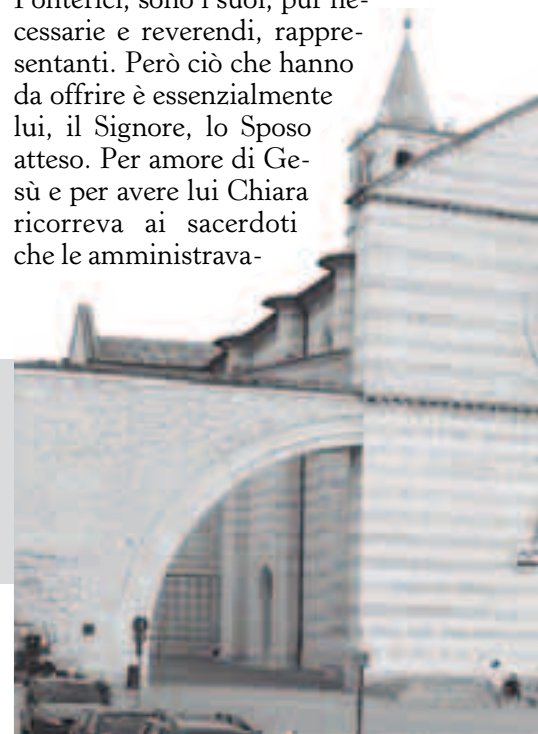 Pontefici, sono i suoi, pur ne-
cessarie e reverendi, rappre-
sentanti. Però ciò che hanno
da offrire è essenzialmente
lui, il Signore, lo Sposo
atteso. Per amore di Ge-
sù e per avere lui Chiara
ricorreva ai sacerdoti
che le amministrava-